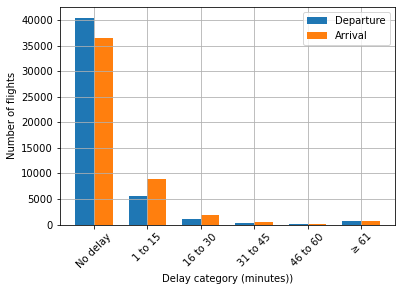 Departure
Arrival
Number of flights
40000
35000
30000
25000
20000
15000
10000
5000
0
No delay
1 to 15
16 to 30
31 to 45
46 to 60
≥ 61
Delay category (minutes))